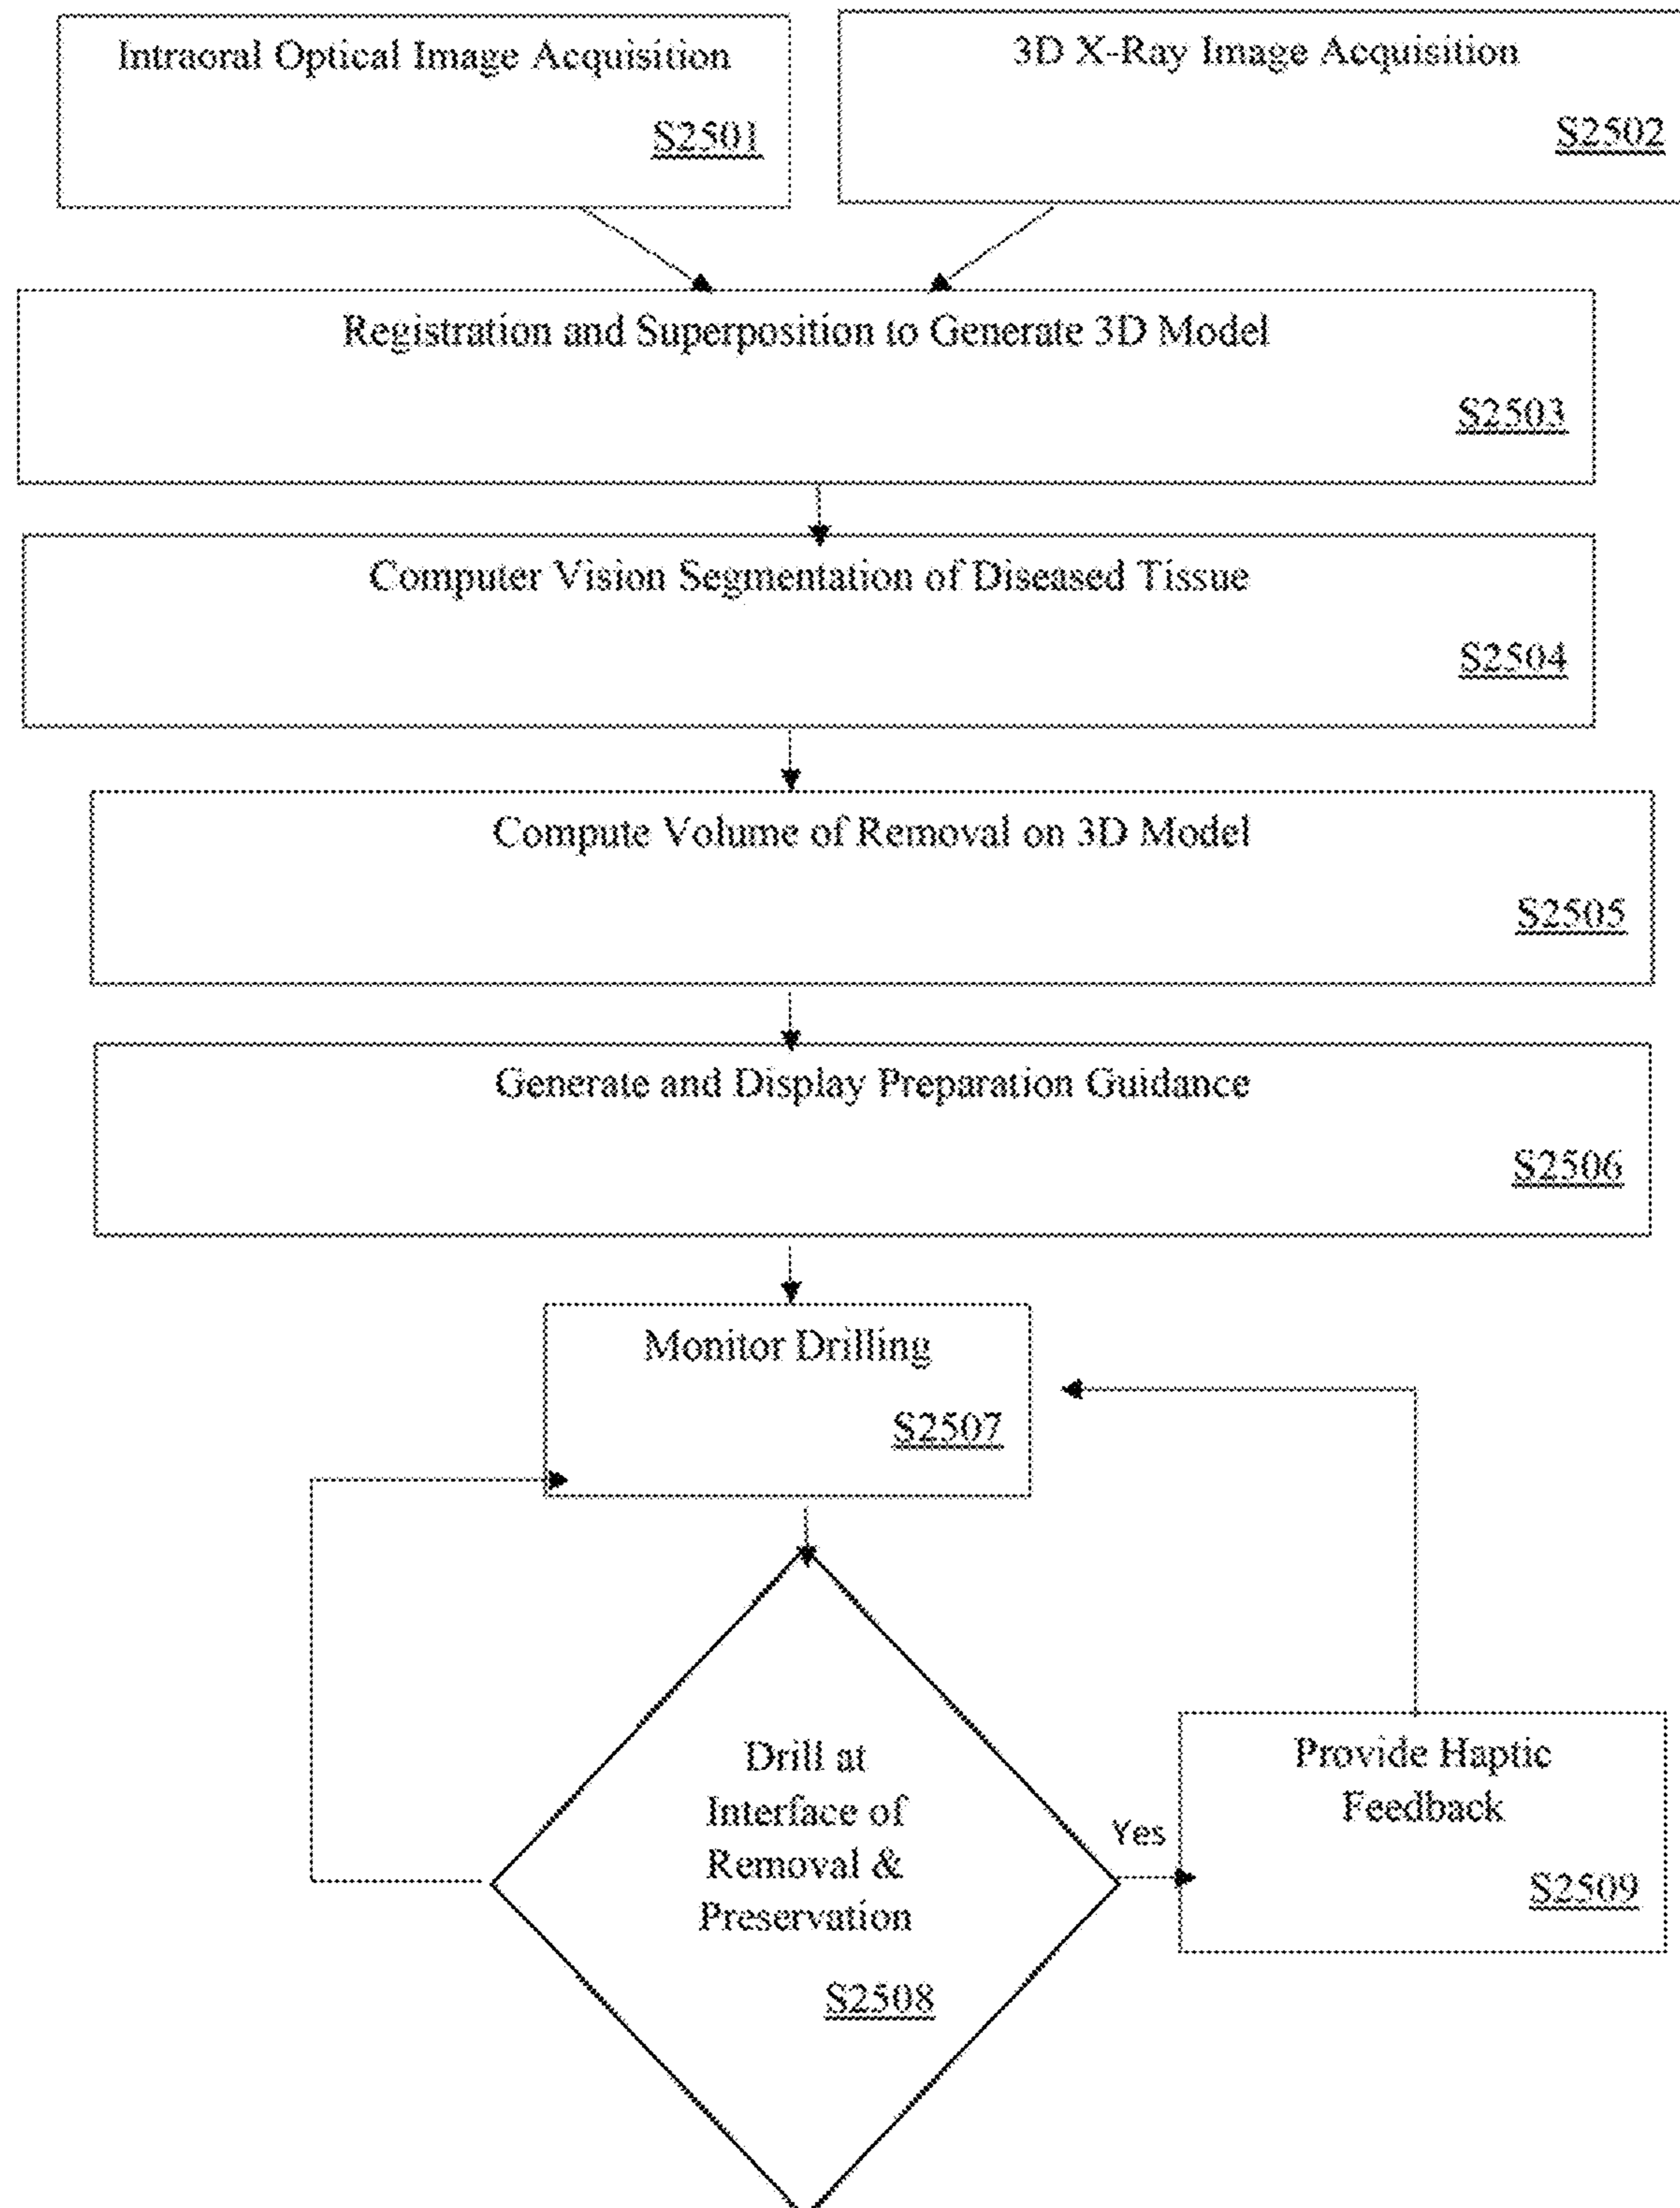 Intraoral Optical Image Acquisition
S2501
3D X-Ray Image Acquisition
S2502
Registration and Superposition to Generate 3D Model
S2503
Computer Vision Segmentation of Diseased Tissue
S2504
Compute Volume of Removal on 3D Model
S2505
Generate and Display Preparation Guidance
S2506
Monitor Drilling
S2507
Drill at
Interface of
Removal &
Preservation
S2508
Yes
Provide Haptic
Feedback
S2509